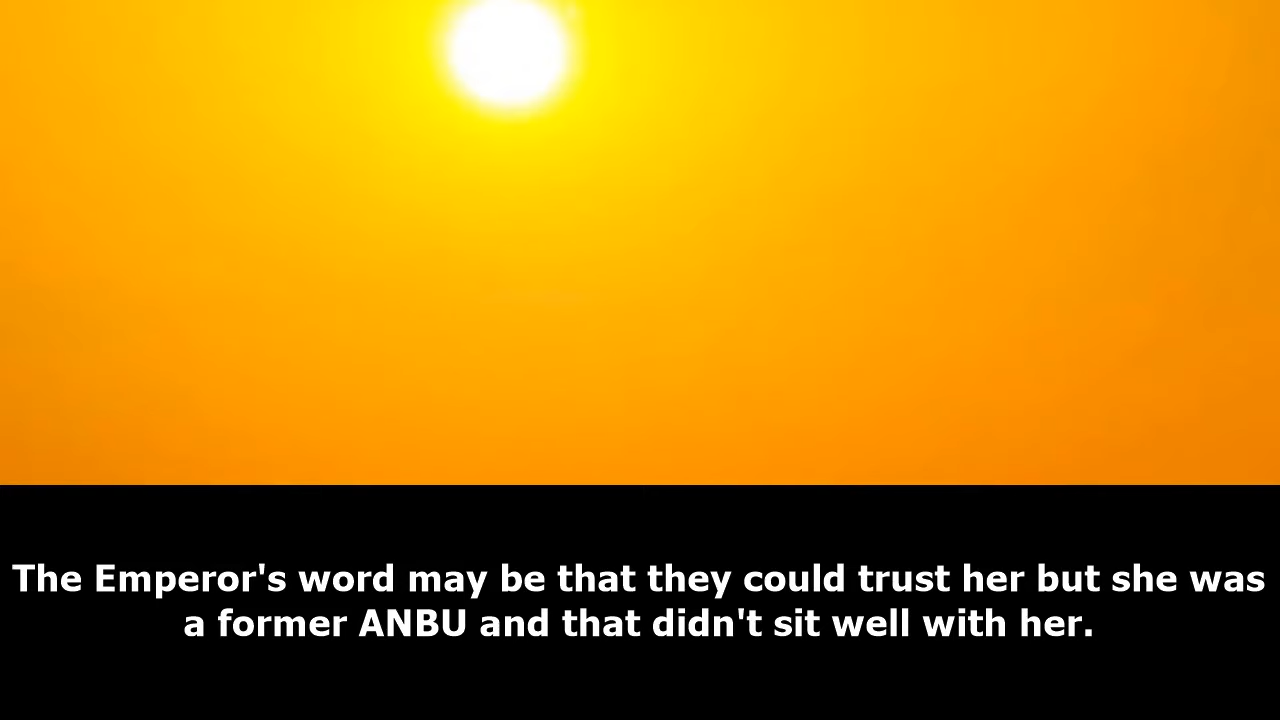 The Emperor's word may be that they could trust her but she was
a former ANBU and that didn't sit well with her.